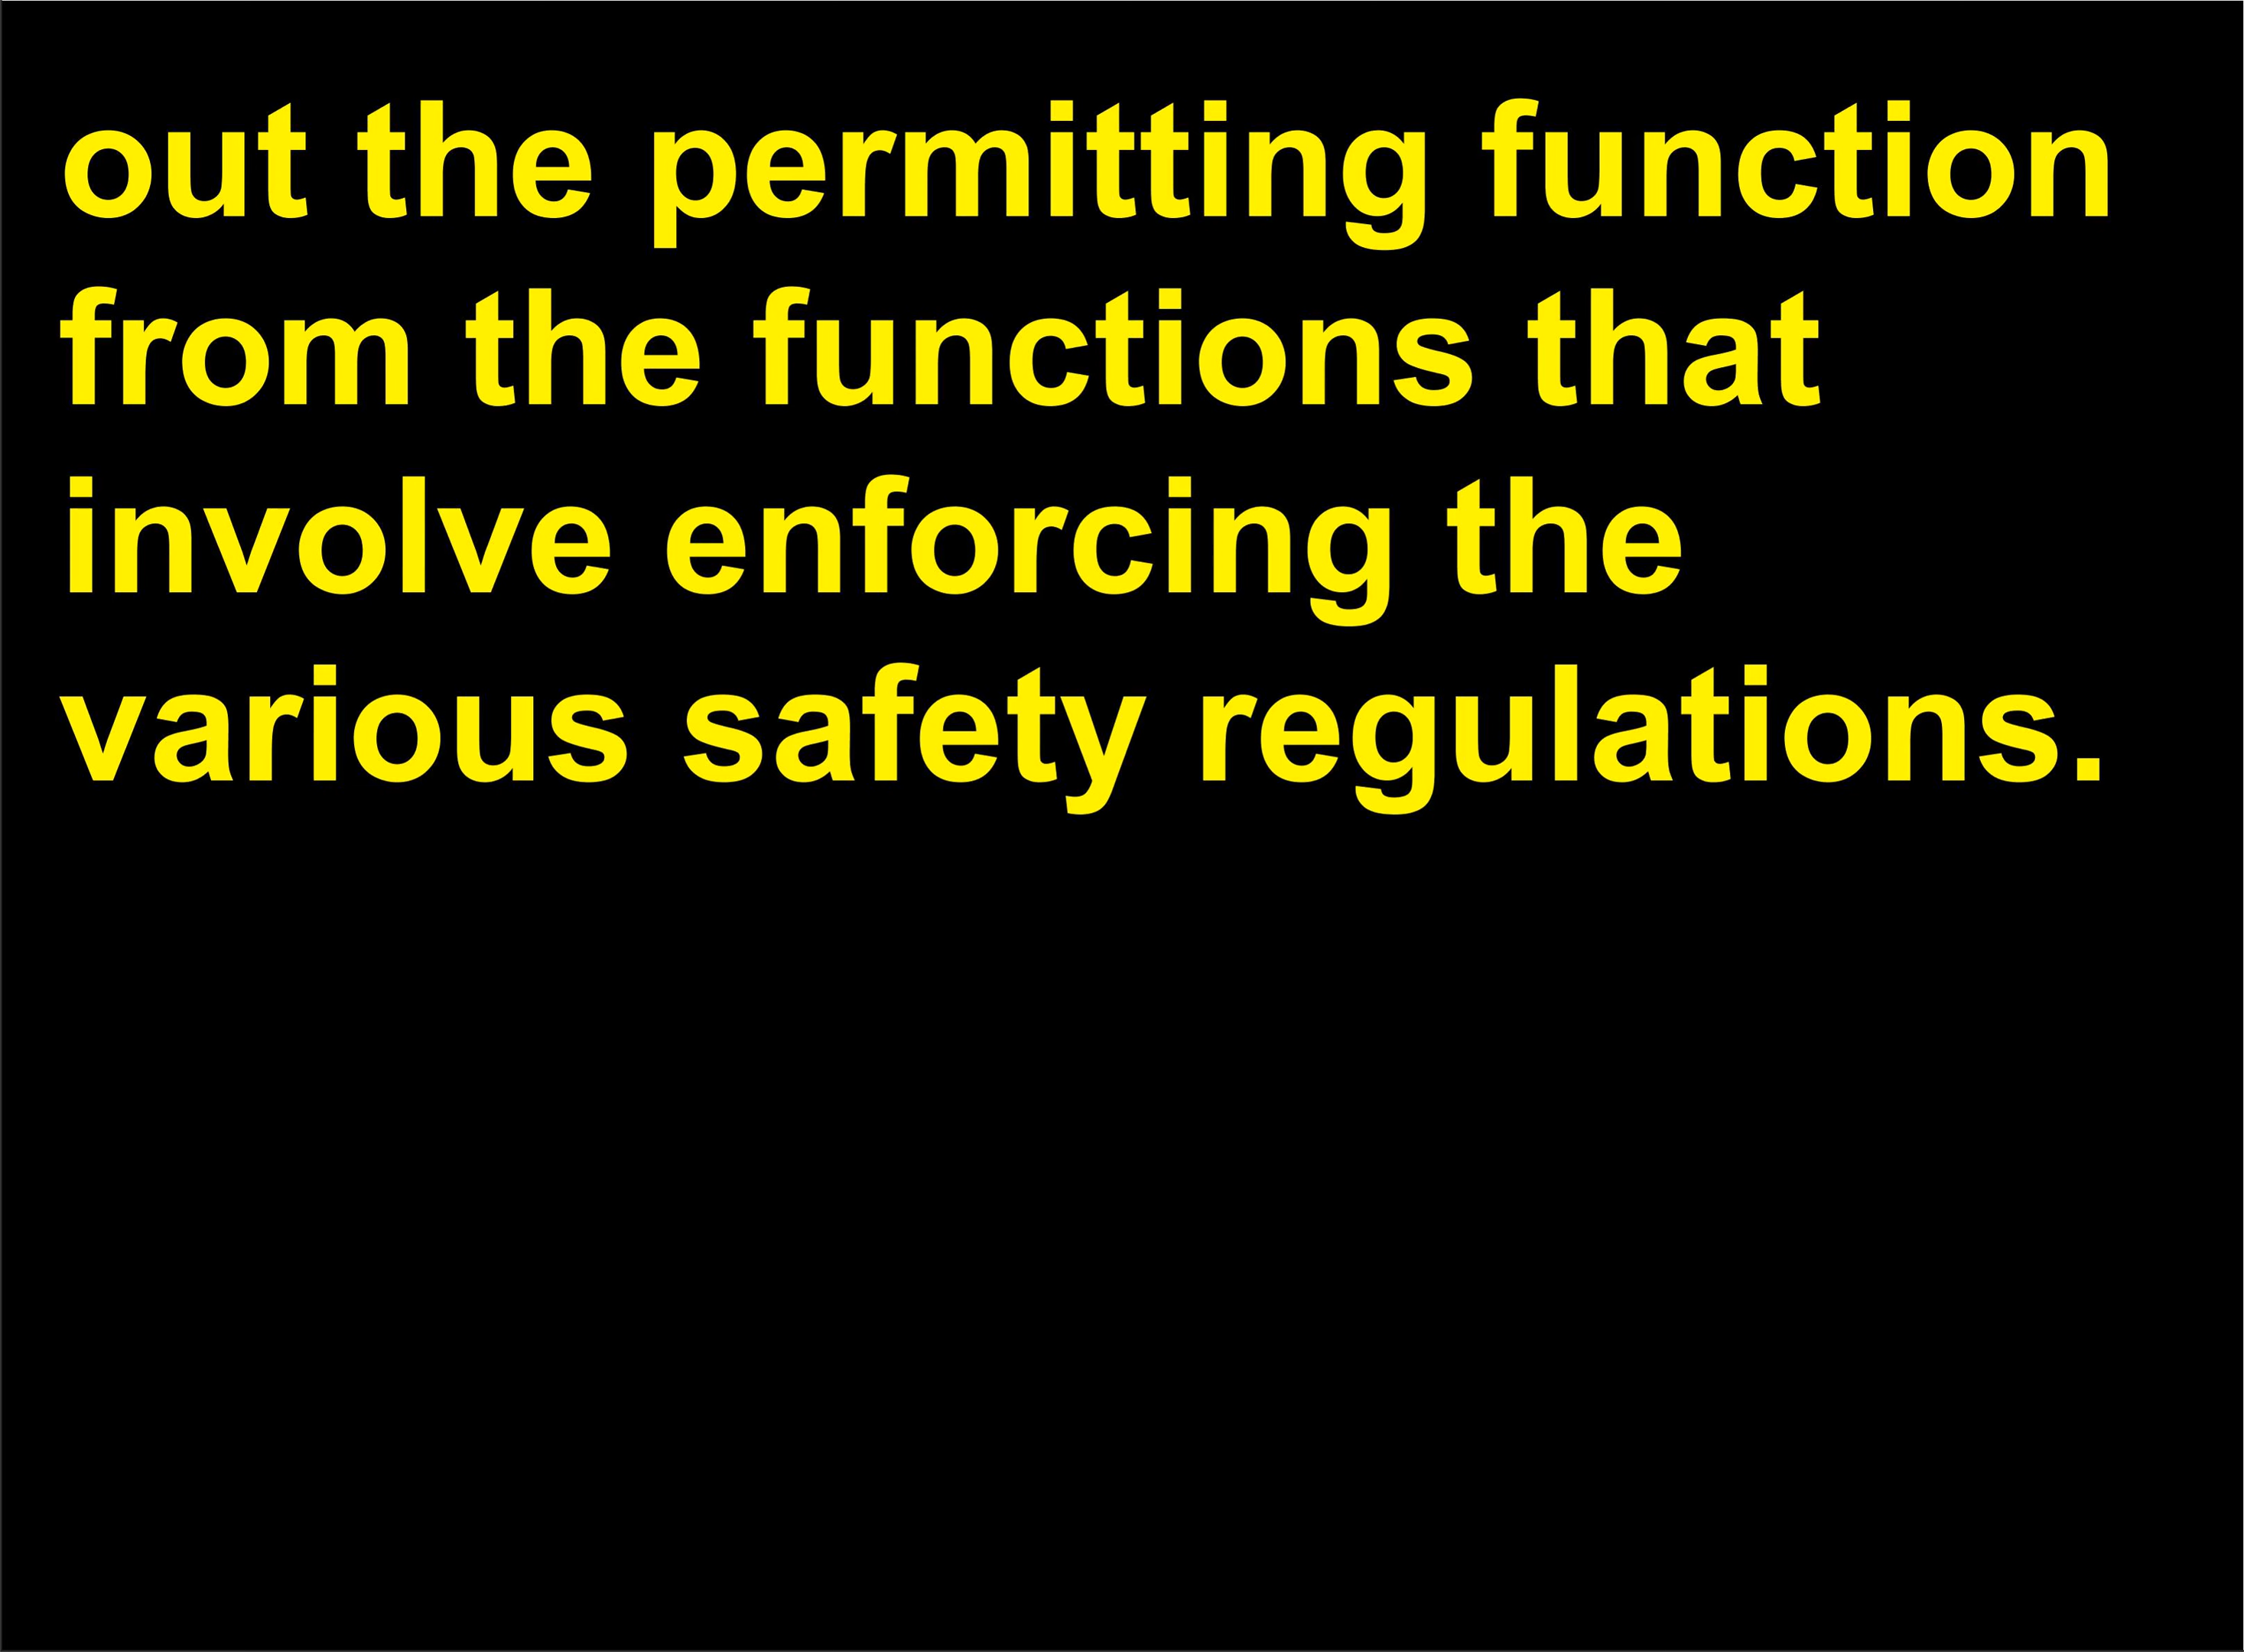 out the permitting function
from the functions that
involve enforcing the
various safety regulations.